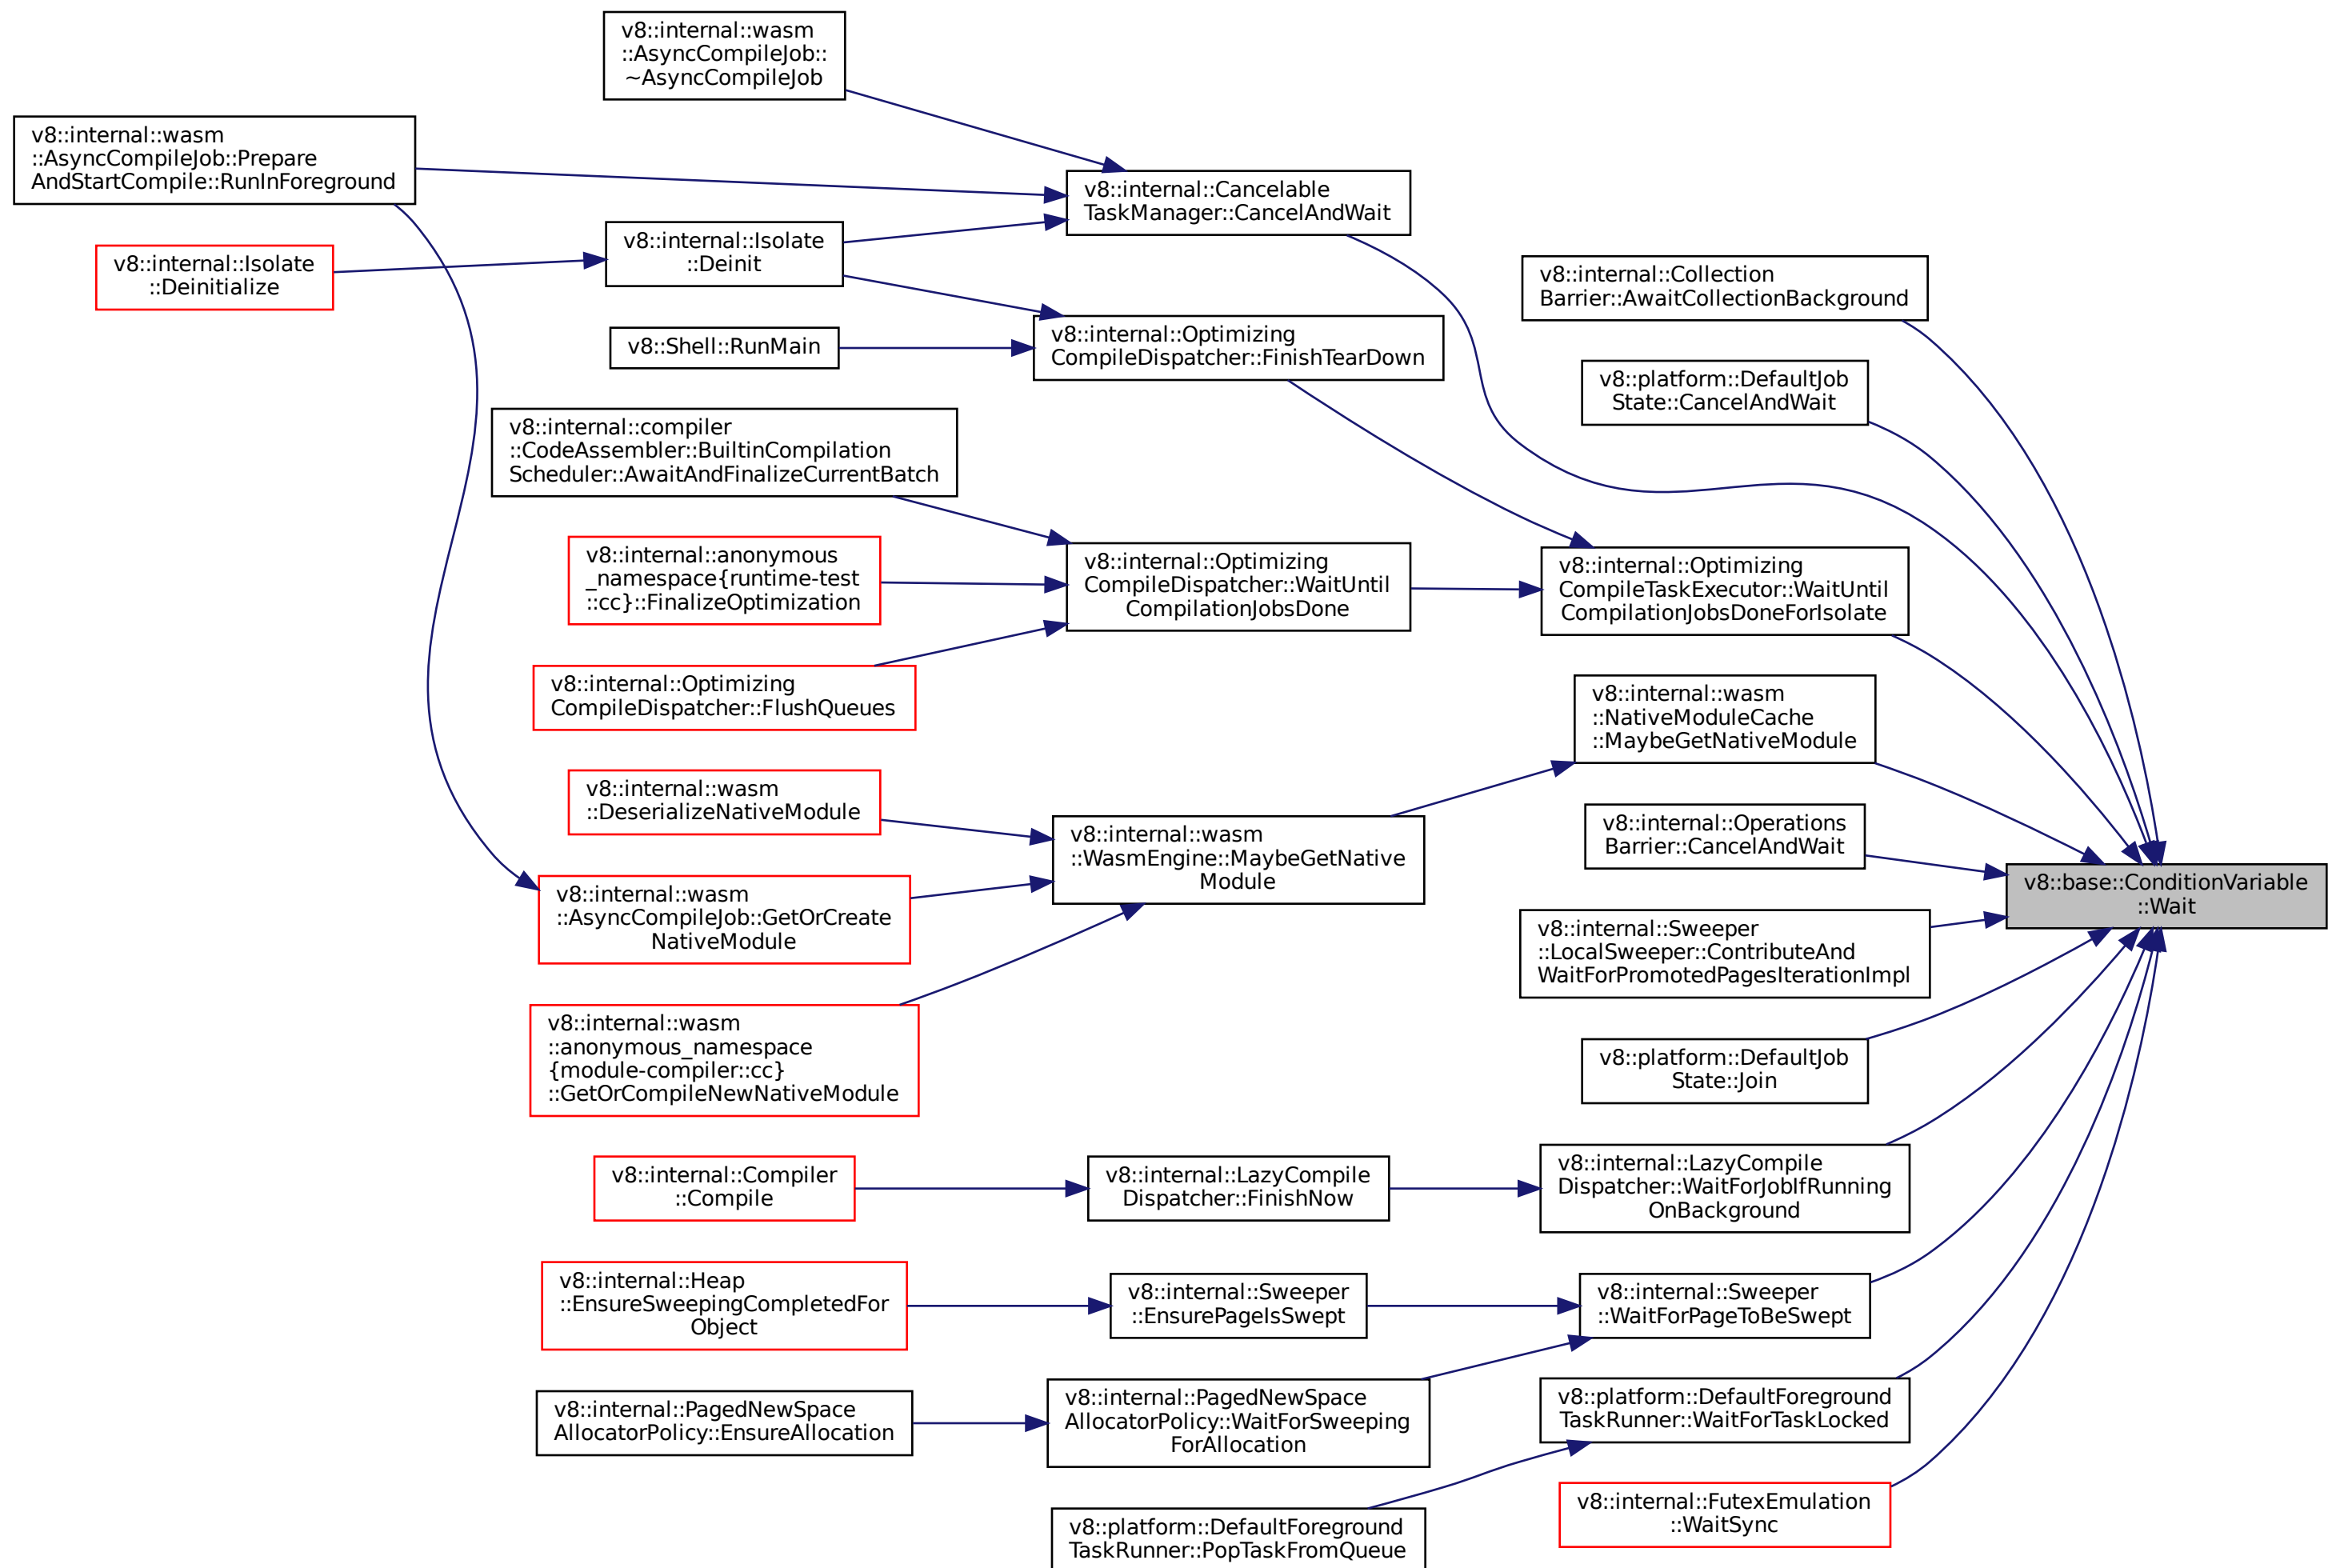 v8::internal::wasm
::AsyncCompileJob::
~AsyncCompileJob
v8::internal::wasm
::AsyncCompileJob::Prepare
AndStartCompile::RunInForeground
v8::internal::Cancelable
TaskManager::CancelAndWait
v8::internal::Isolate
::Deinit
v8::internal::Isolate
::Deinitialize
v8::internal::Collection
Barrier::AwaitCollectionBackground
v8::internal::Optimizing
CompileDispatcher::FinishTearDown
v8::Shell::RunMain
v8::platform::DefaultJob
State::CancelAndWait
v8::internal::compiler
::CodeAssembler::BuiltinCompilation
Scheduler::AwaitAndFinalizeCurrentBatch
v8::internal::anonymous
_namespace{runtime-test
::cc}::FinalizeOptimization
v8::internal::Optimizing
CompileDispatcher::WaitUntil
CompilationJobsDone
v8::internal::Optimizing
CompileTaskExecutor::WaitUntil
CompilationJobsDoneForIsolate
v8::internal::Optimizing
CompileDispatcher::FlushQueues
v8::internal::wasm
::NativeModuleCache
::MaybeGetNativeModule
v8::internal::wasm
::DeserializeNativeModule
v8::internal::wasm
::WasmEngine::MaybeGetNative
Module
v8::internal::Operations
Barrier::CancelAndWait
v8::base::ConditionVariable
::Wait
v8::internal::wasm
::AsyncCompileJob::GetOrCreate
NativeModule
v8::internal::Sweeper
::LocalSweeper::ContributeAnd
WaitForPromotedPagesIterationImpl
v8::internal::wasm
::anonymous_namespace
{module-compiler::cc}
::GetOrCompileNewNativeModule
v8::platform::DefaultJob
State::Join
v8::internal::Compiler
::Compile
v8::internal::LazyCompile
Dispatcher::FinishNow
v8::internal::LazyCompile
Dispatcher::WaitForJobIfRunning
OnBackground
v8::internal::Heap
::EnsureSweepingCompletedFor
Object
v8::internal::Sweeper
::EnsurePageIsSwept
v8::internal::Sweeper
::WaitForPageToBeSwept
v8::internal::PagedNewSpace
AllocatorPolicy::EnsureAllocation
v8::internal::PagedNewSpace
AllocatorPolicy::WaitForSweeping
ForAllocation
v8::platform::DefaultForeground
TaskRunner::WaitForTaskLocked
v8::platform::DefaultForeground
TaskRunner::PopTaskFromQueue
v8::internal::FutexEmulation
::WaitSync